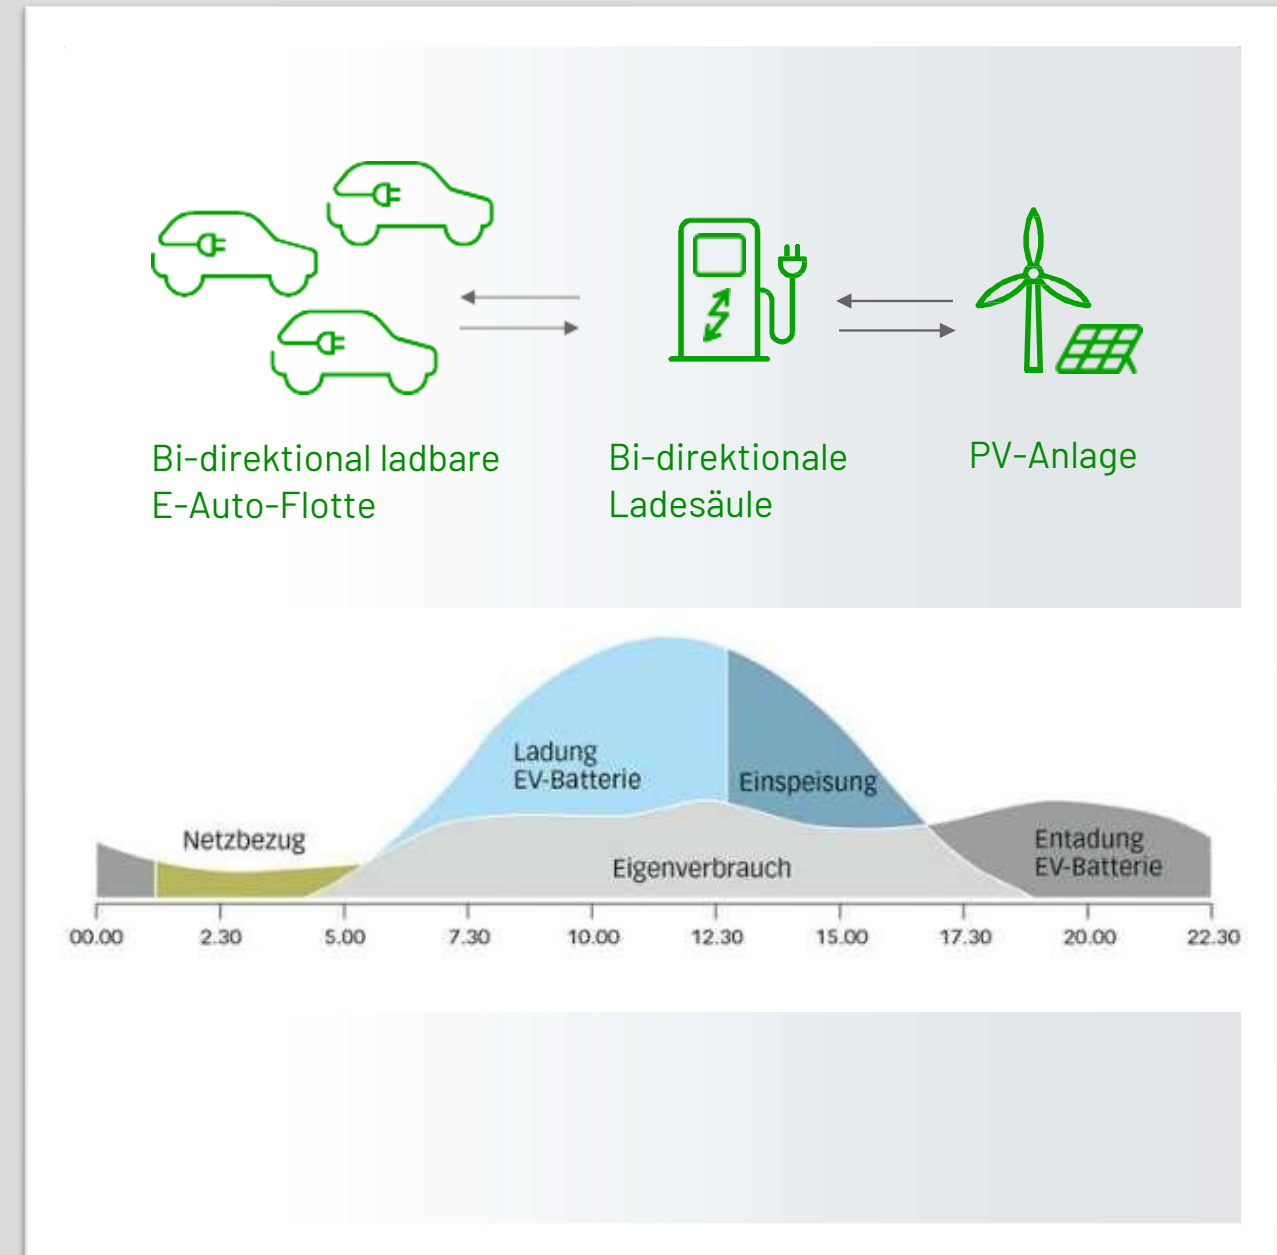 Bi-direktional ladbare
E-Auto-Flotte
Bi-direktionale
Ladesäule
PV-Anlage
Ladung
EV-Batterie
Einspeisung
Netzbezug
Eigenverbrauch
Entadung
EV-Batterie
00.00 2.30 5.00 7.30 10.00 12.30 15.00 17.30 20.00 22.30